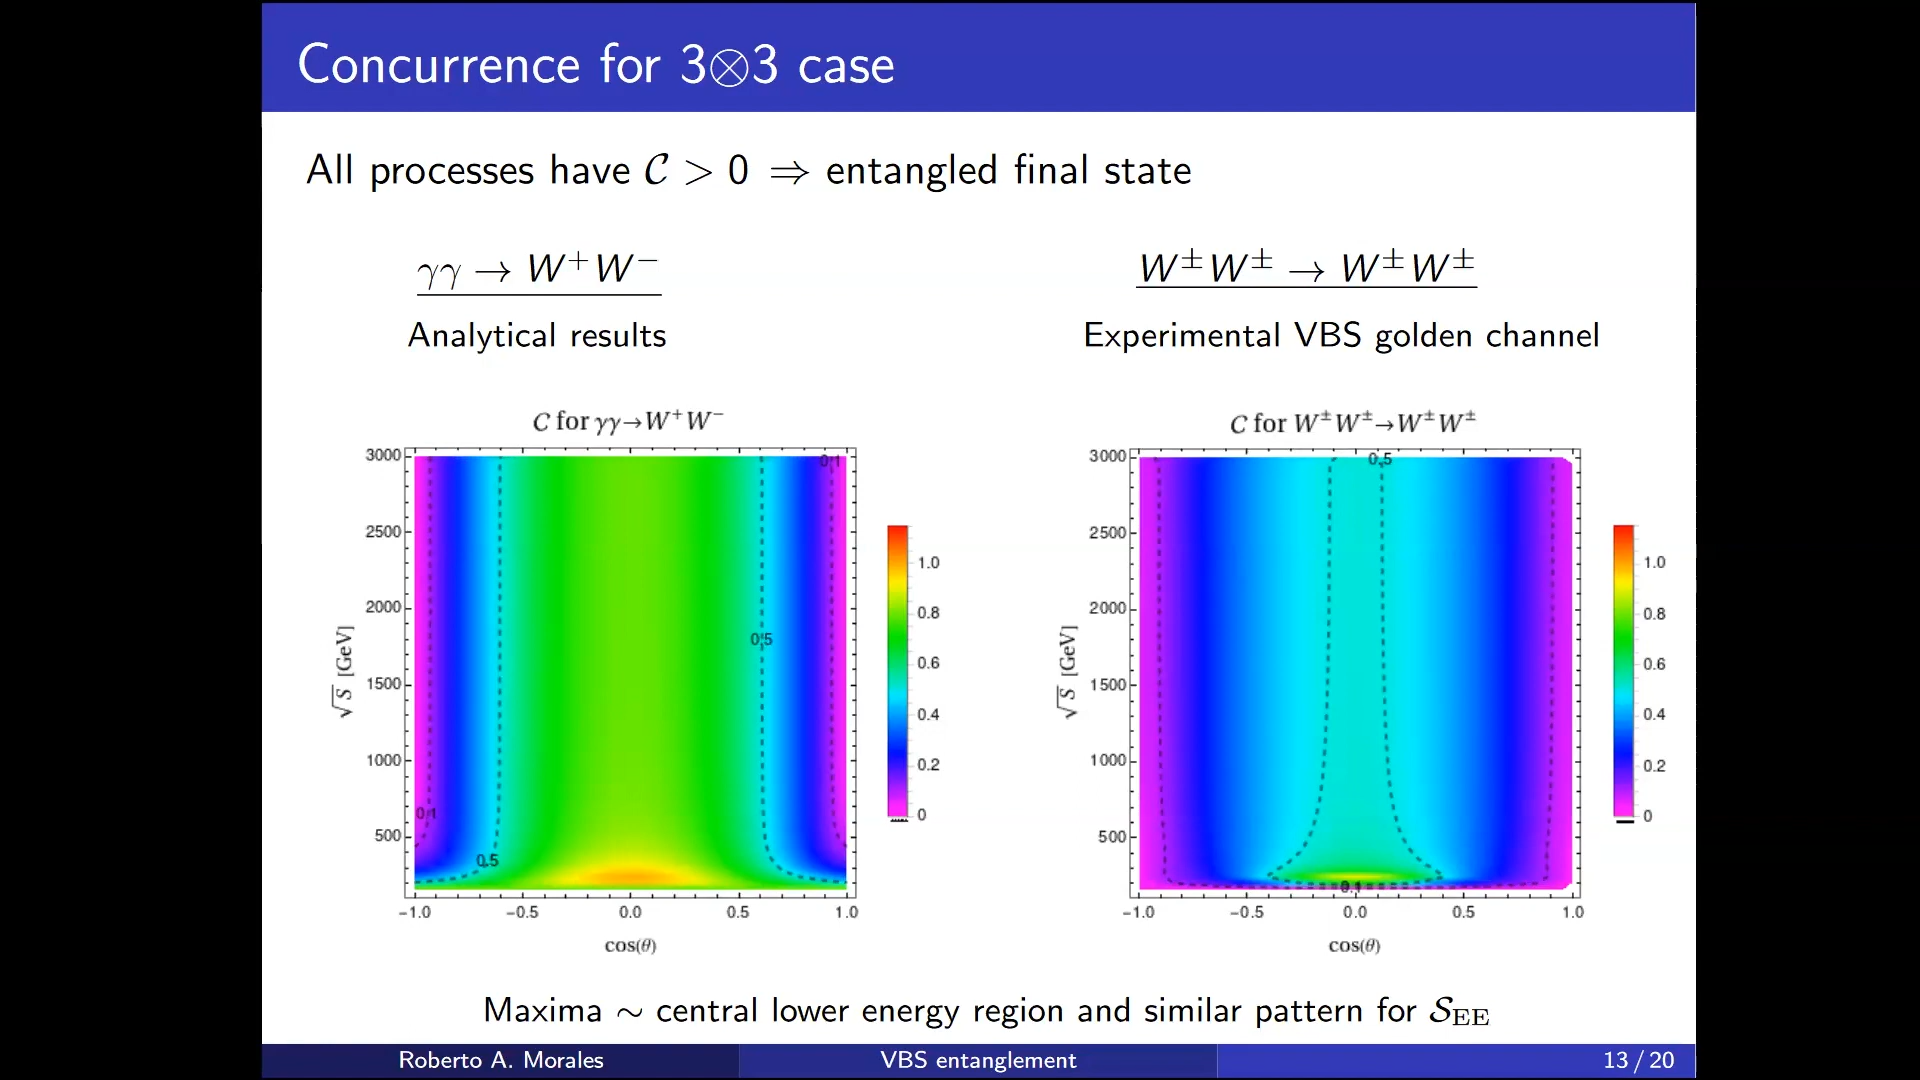 Concurrence for 3⊗3 case
All processes have 𝒞 > 0 ⇒ entangled final state
γγ → W⁺W⁻
Analytical results
C for γγ→W⁺W⁻
3000
2500
2000
1500
1000
500
√S [GeV]
0.1
0.5
0.1
0.5
−1.0 −0.5 0.0 0.5 1.0
cos(θ)
1.0
0.8
0.6
0.4
0.2
0
W±W± → W±W±
Experimental VBS golden channel
C for W±W±→W±W±
3000
2500
2000
1500
1000
500
√S [GeV]
0.5
0.1
−1.0 −0.5 0.0 0.5 1.0
cos(θ)
1.0
0.8
0.6
0.4
0.2
0
Maxima ∼ central lower energy region and similar pattern for 𝒮EE
Roberto A. Morales VBS entanglement 13 / 20